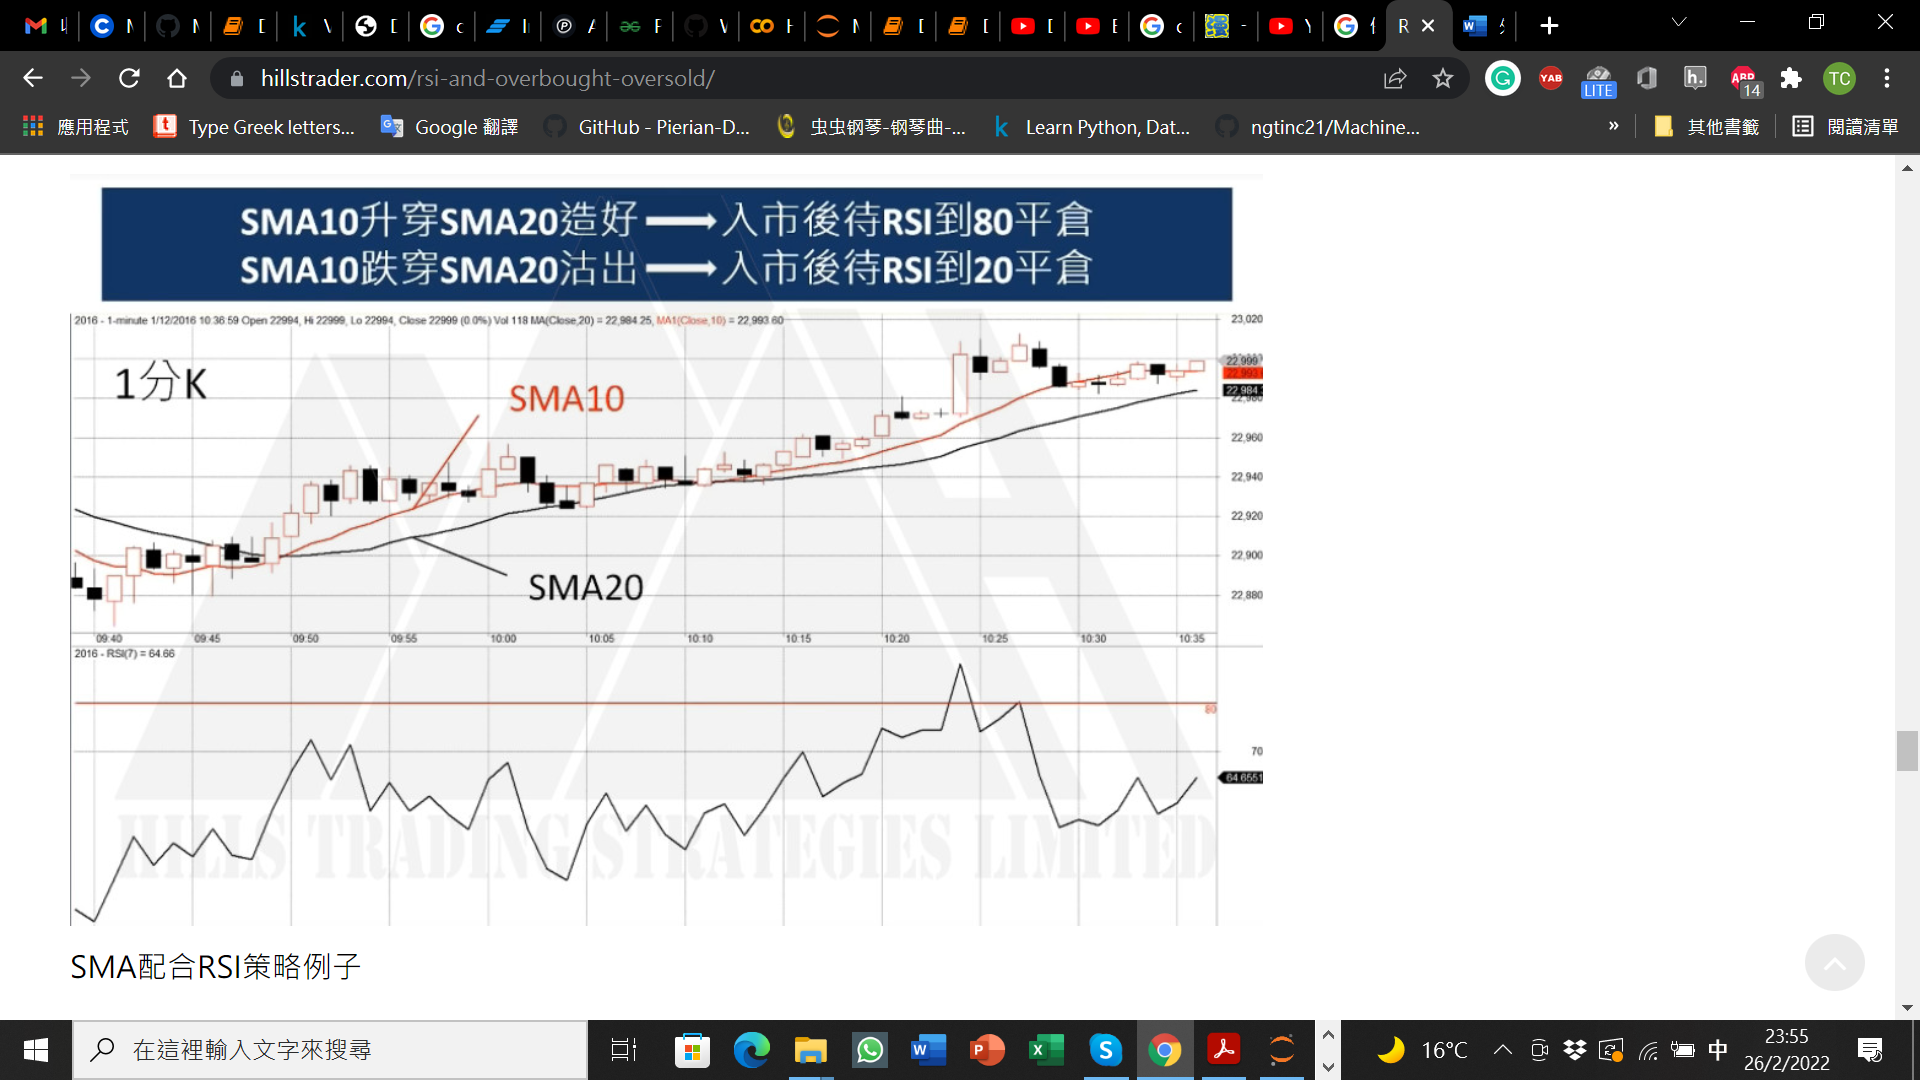 hillstrader.com/rsi-and-overbought-oversold/
YAB
LITE
h.
ABP
14
TC
應用程式
Type Greek letters...
Google 翻譯
GitHub - Pierian-D...
虫虫钢琴-钢琴曲-...
Learn Python, Dat...
ngtinc21/Machine...
»
其他書籤
閱讀清單
SMA10升穿SMA20造好 → 入市後待RSI到80平倉
SMA10跌穿SMA20沽出 → 入市後待RSI到20平倉
2016 - 1-minute 1/12/2016 10:36:59 Open 22994, Hi 22999, Lo 22994, Close 22999 (0.0%) Vol 118 MA(Close,20) = 22,984.25, MA1(Close,10) = 22,993.60
1分K
SMA10
SMA20
23,020
22,999
22,984
22,980
22,960
22,940
22,920
22,900
22,880
09:40 09:45 09:50 09:55 10:00 10:05 10:10 10:15 10:20 10:25 10:30 10:35
2016 - RSI(7) = 64.66
80
70
64.6551
HILLS TRADING STRATEGIES LIMITED
SMA配合RSI策略例子
在這裡輸入文字來搜尋
16°C
中
23:55
26/2/2022